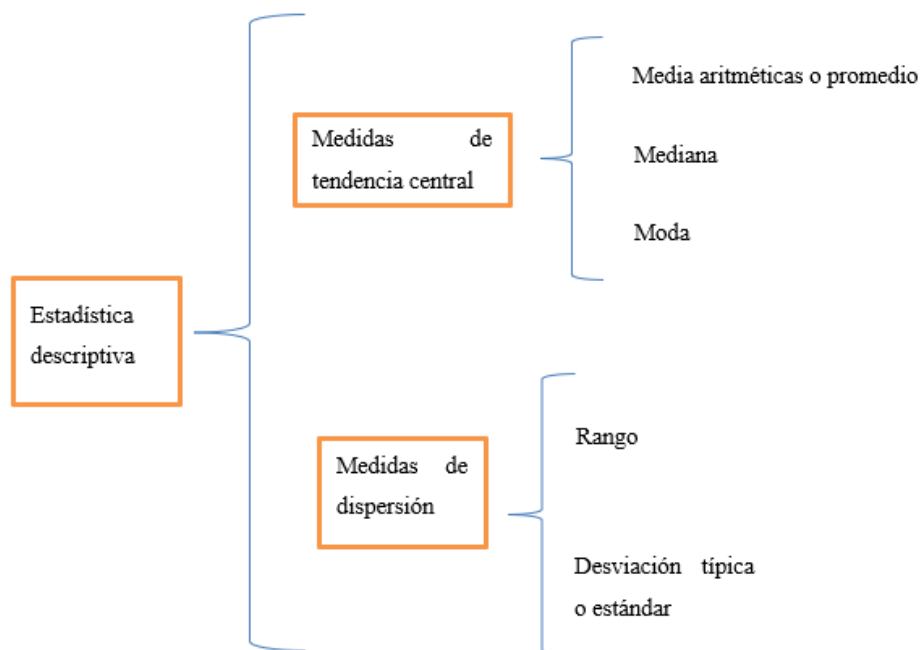 Estadística
descriptiva
Medidas de
tendencia central
Media aritméticas o promedio
Mediana
Moda
Medidas de
dispersión
Rango
Desviación típica
o estándar